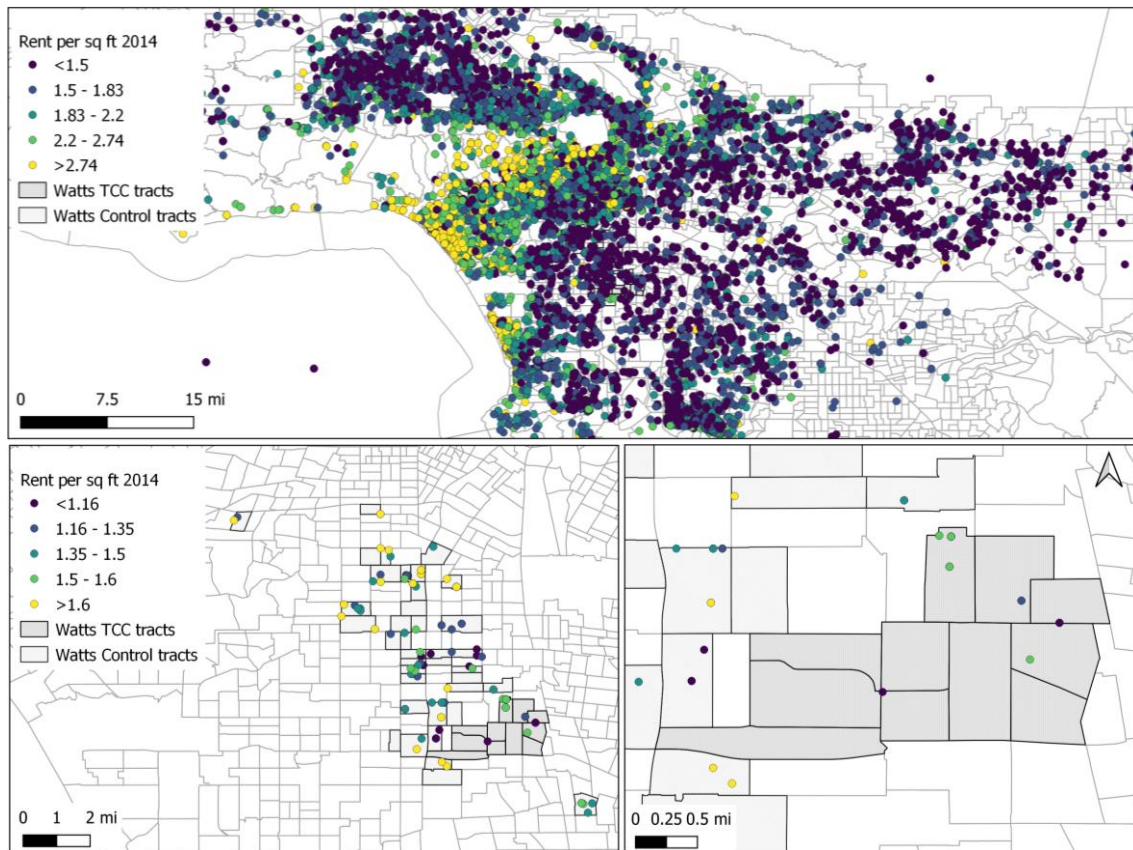 Rent per sq ft 2014
<1.5
1.5 - 1.83
1.83 - 2.2
2.2 - 2.74
>2.74
Watts TCC tracts
Watts Control tracts
0 7.5 15 mi
Rent per sq ft 2014
<1.16
1.16 - 1.35
1.35 - 1.5
1.5 - 1.6
>1.6
Watts TCC tracts
Watts Control tracts
0 1 2 mi
0 0.25 0.5 mi